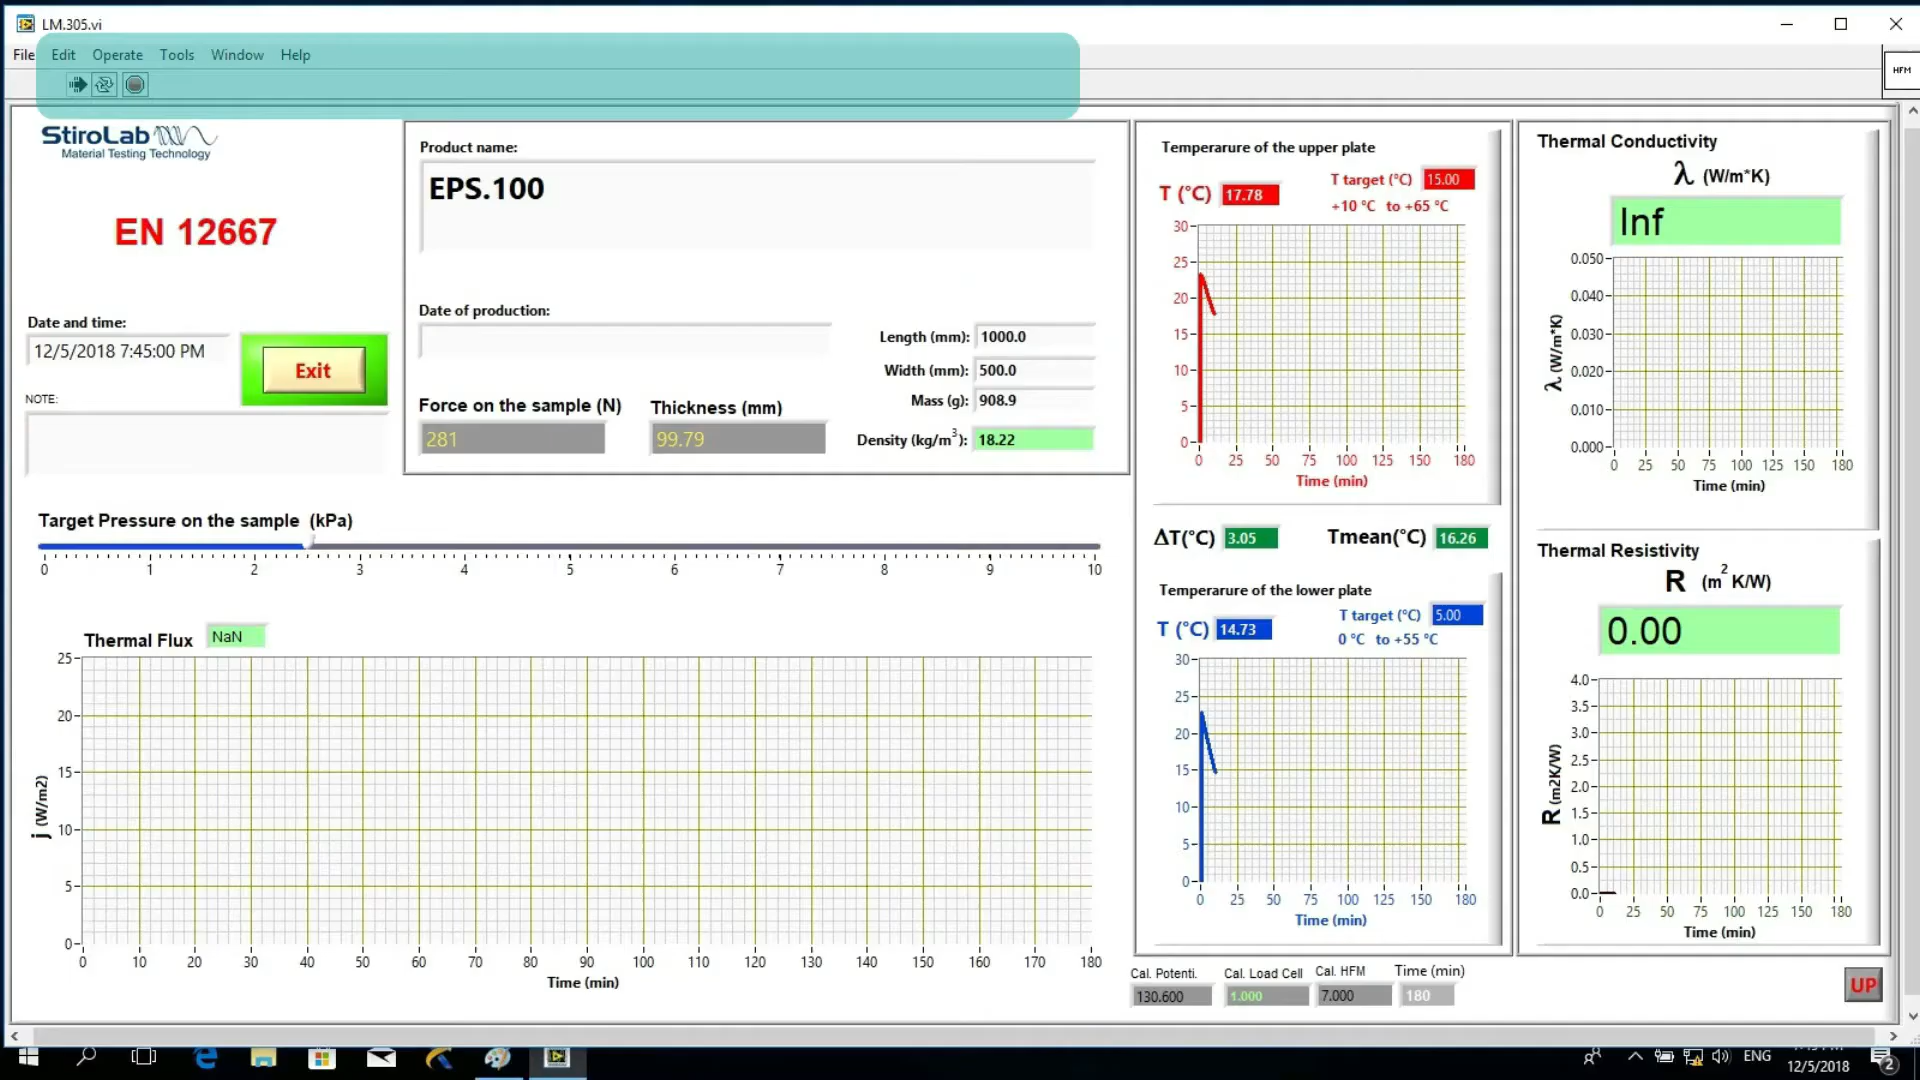 LM.305.vi
File Edit Operate Tools Window Help
HFM
StiroLab
Material Testing Technology
EN 12667
Date and time:
12/5/2018 7:45:00 PM
Exit
NOTE:
Product name:
EPS.100
Date of production:
Length (mm): 1000.0
Width (mm): 500.0
Mass (g): 908.9
Density (kg/m3): 18.22
Force on the sample (N)
281
Thickness (mm)
99.79
Target Pressure on the sample (kPa)
0 1 2 3 4 5 6 7 8 9 10
Thermal Flux NaN
25
20
15
10
5
0
j (W/m2)
0 10 20 30 40 50 60 70 80 90 100 110 120 130 140 150 160 170 180
Time (min)
Temperarure of the upper plate
T (°C) 17.78
T target (°C) 15.00
+10 °C to +65 °C
30
25
20
15
10
5
0
0 25 50 75 100 125 150 180
Time (min)
ΔT(°C) 3.05 Tmean(°C) 16.26
Temperarure of the lower plate
T (°C) 14.73
T target (°C) 5.00
0 °C to +55 °C
30
25
20
15
10
5
0
0 25 50 75 100 125 150 180
Time (min)
Thermal Conductivity
λ (W/m*K)
Inf
0.050
0.040
0.030
0.020
0.010
0.000
λ (W/m*K)
0 25 50 75 100 125 150 180
Time (min)
Thermal Resistivity
R (m2 K/W)
0.00
4.0
3.5
3.0
2.5
2.0
1.5
1.0
0.5
0.0
R (m2K/W)
0 25 50 75 100 125 150 180
Time (min)
Cal. Potenti. Cal. Load Cell Cal. HFM Time (min)
130.600 1.000 7.000 180
UP
ENG
12/5/2018
2